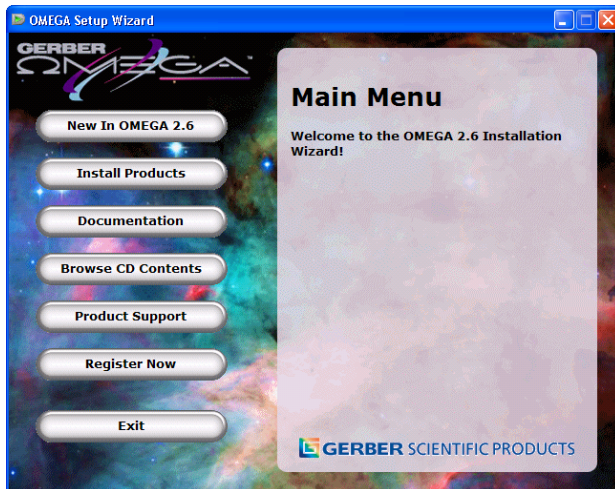 OMEGA Setup Wizard
GERBER
ΩMEGA™
New In OMEGA 2.6
Install Products
Documentation
Browse CD Contents
Product Support
Register Now
Exit
Main Menu
Welcome to the OMEGA 2.6 Installation
Wizard!
GERBER SCIENTIFIC PRODUCTS